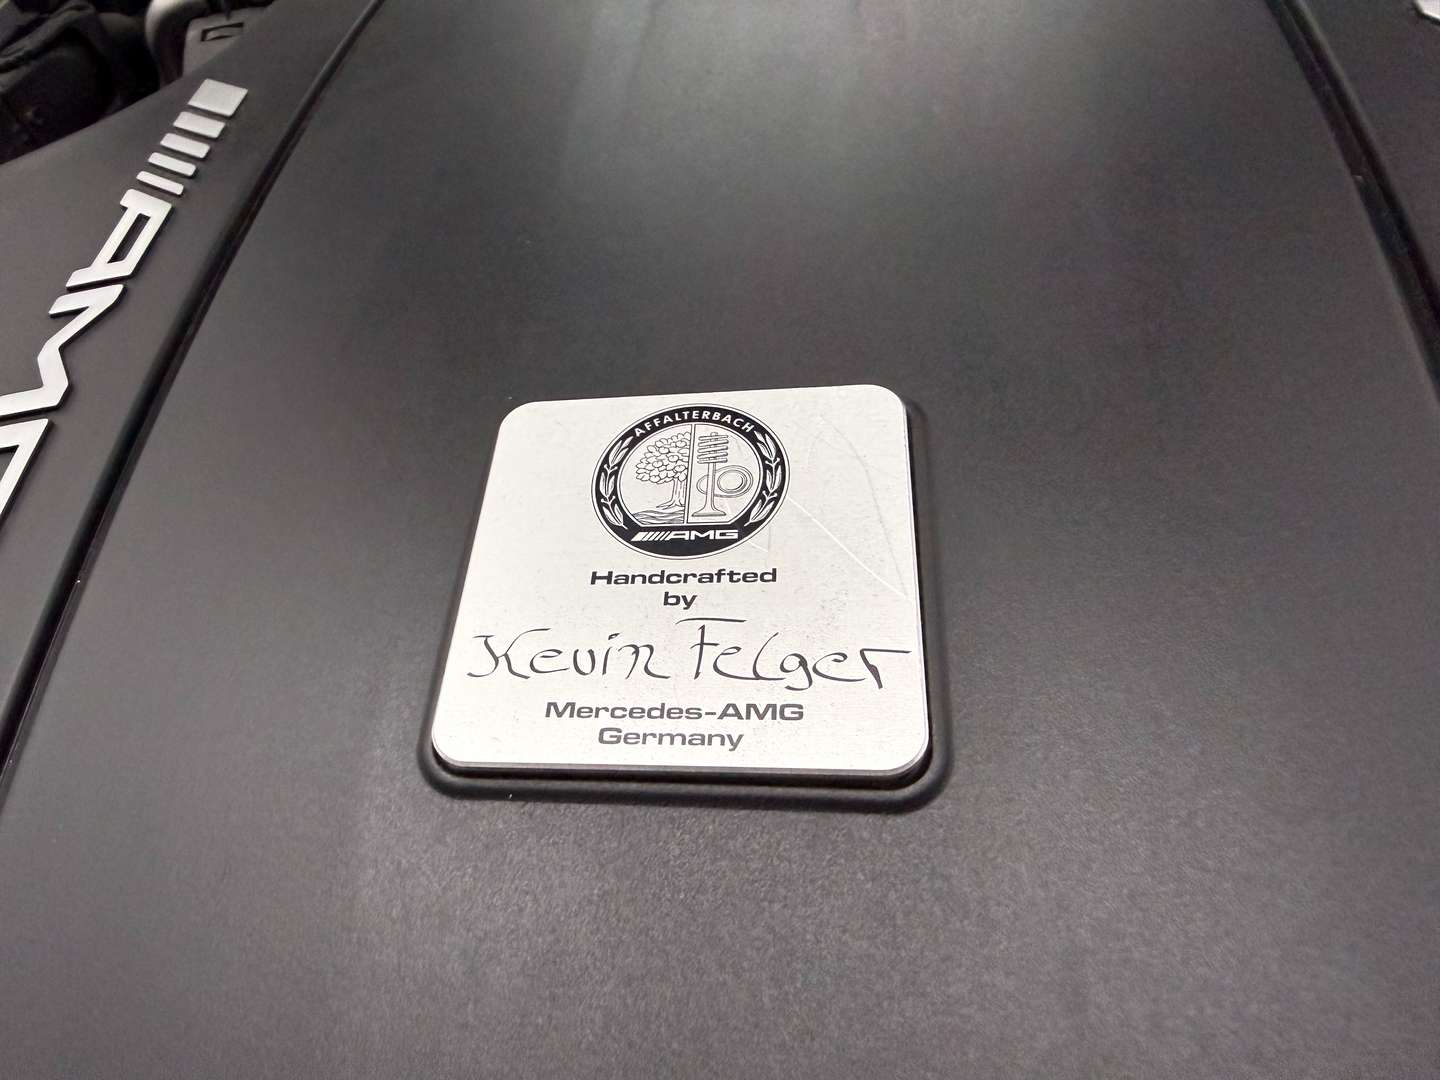 AMG
AFFALTERBACH
AMG
Handcrafted
by
Kevin Felger
Mercedes-AMG
Germany